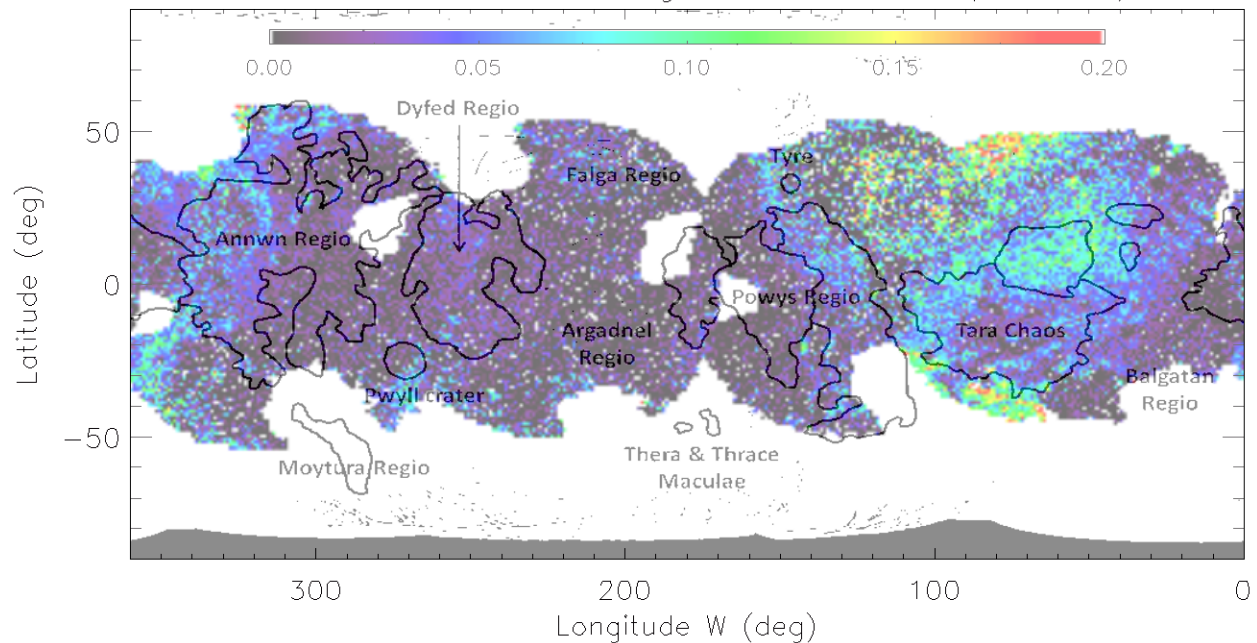 0.00 0.05 0.10 0.15 0.20
Dyfed Regio
50
Tyre
Falga Regio
Annwn Regio
Latitude (deg)
0
Powys Regio
Argadnel
Regio
Tara Chaos
Pwyll crater
Balgatan
Regio
−50
Moytura Regio
Thera & Thrace
Maculae
300 200 100 0
Longitude W (deg)